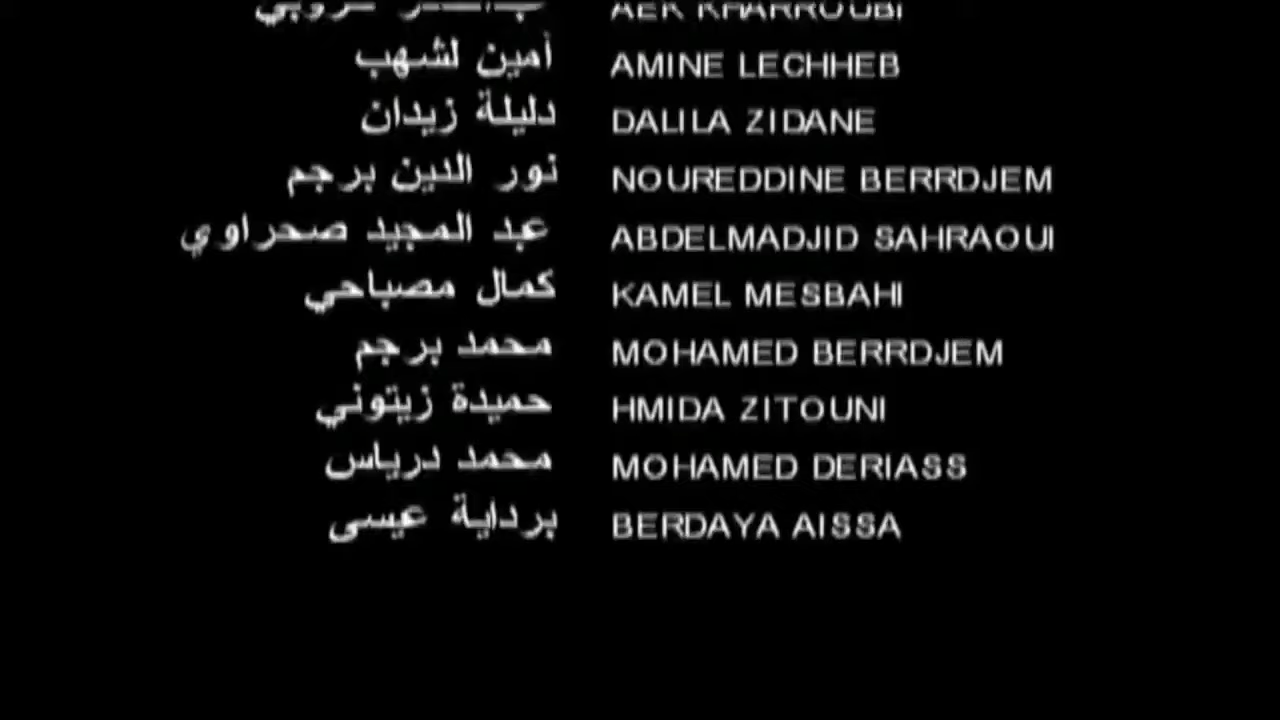 AEK KHARROUBI
أمين لشهب AMINE LECHHEB
دليلة زيدان DALILA ZIDANE
نور الدين برجم NOUREDDINE BERRDJEM
عبد المجيد صحراوي ABDELMADJID SAHRAOUI
كمال مصباحي KAMEL MESBAHI
محمد برجم MOHAMED BERRDJEM
حميدة زيتوني HMIDA ZITOUNI
محمد درياس MOHAMED DERIASS
برداية عيسى BERDAYA AISSA